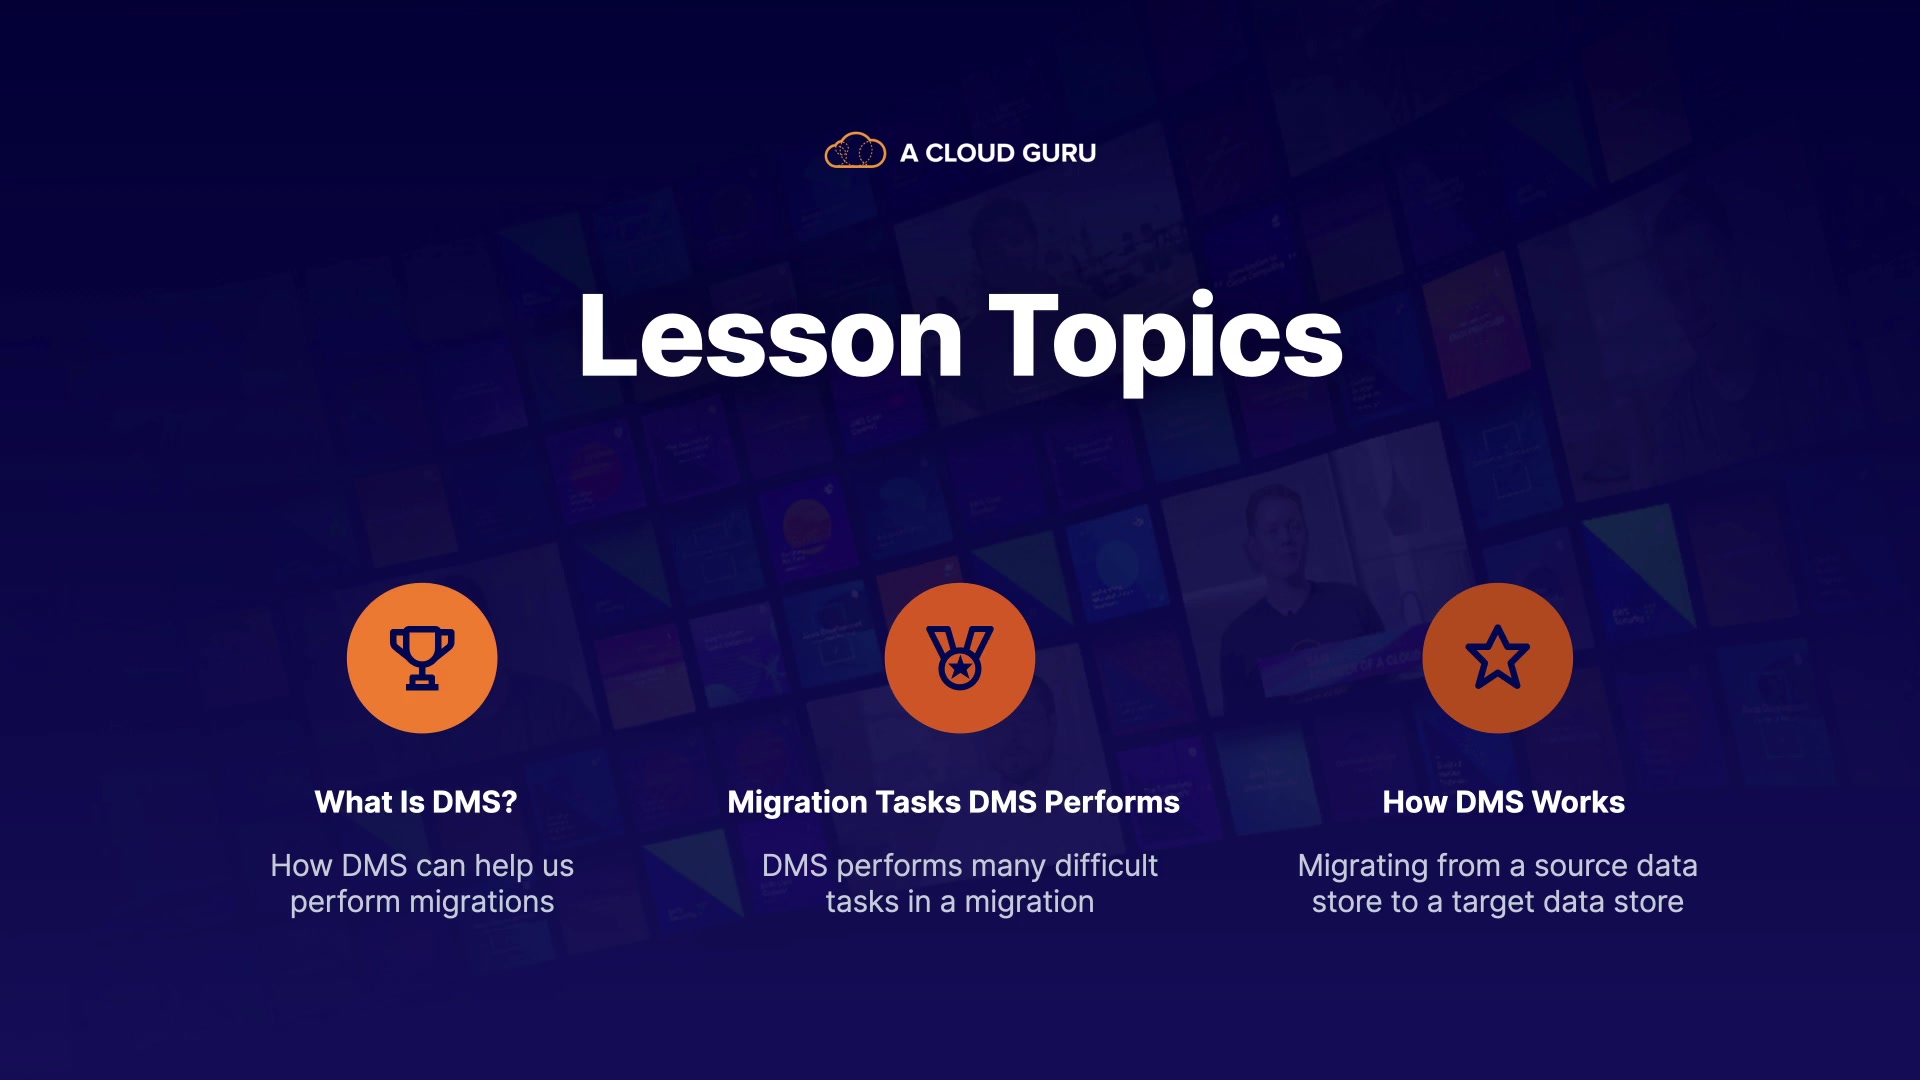 A CLOUD GURU
Lesson Topics
What Is DMS?
How DMS can help us
perform migrations
Migration Tasks DMS Performs
DMS performs many difficult
tasks in a migration
How DMS Works
Migrating from a source data
store to a target data store